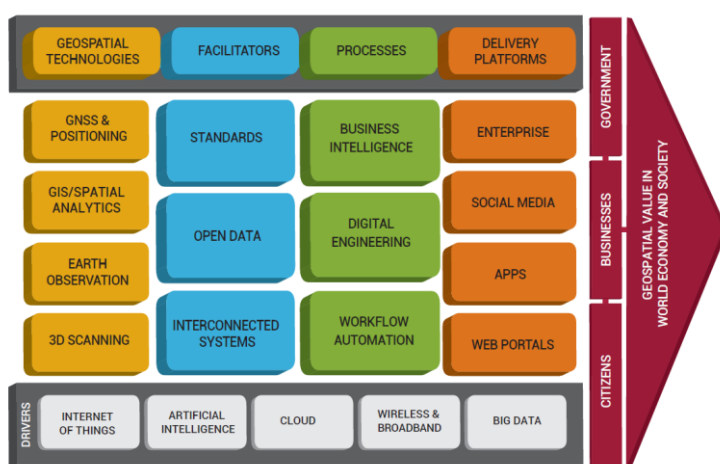 GEOSPATIAL
TECHNOLOGIES
FACILITATORS
PROCESSES
DELIVERY
PLATFORMS
GNSS &
POSITIONING
GIS/SPATIAL
ANALYTICS
EARTH
OBSERVATION
3D SCANNING
STANDARDS
OPEN DATA
INTERCONNECTED
SYSTEMS
BUSINESS
INTELLIGENCE
DIGITAL
ENGINEERING
WORKFLOW
AUTOMATION
ENTERPRISE
SOCIAL MEDIA
APPS
WEB PORTALS
DRIVERS
INTERNET
OF THINGS
ARTIFICIAL
INTELLIGENCE
CLOUD
WIRELESS &
BROADBAND
BIG DATA
GOVERNMENT
BUSINESSES
CITIZENS
GEOSPATIAL VALUE IN
WORLD ECONOMY AND SOCIETY